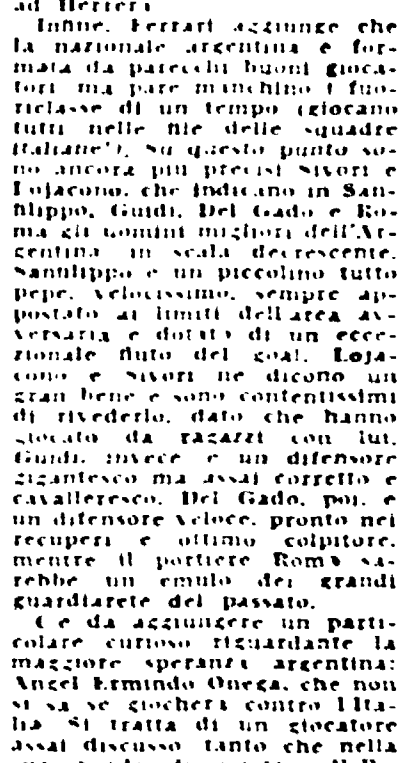 ad Herrera
Infine, Ferrari aggiunge che
la nazionale argentina è for-
mata da parecchi buoni gioca-
tori ma pare manchino i fuo-
riclasse di un tempo (giocano
tutti nelle file delle squadre
italiane!). Su questo punto so-
no ancora più precisi Sivori e
Lojacono, che indicano in San-
filippo, Guidi, Del Gado e Ro-
ma gli uomini migliori dell'Ar-
gentina in scala decrescente.
Sanfilippo è un piccolino tutto
pepe, velocissimo, sempre ap-
postato ai limiti dell'area av-
versaria e dotato di un ecce-
zionale fiuto del goal. Loja-
cono e Sivori ne dicono un
gran bene e sono contentissimi
di rivederlo, dato che hanno
giocato da ragazzi con lui.
Guidi, invece è un difensore
gigantesco ma assai corretto e
cavalleresco. Del Gado, poi, è
un difensore veloce, pronto nei
recuperi e ottimo colpitore,
mentre il portiere Roma sa-
rebbe un emulo dei grandi
guardiarete del passato.
C'è da aggiungere un parti-
colare curioso riguardante la
maggiore speranza argentina:
Angel Ermindo Onega, che non
si sa se giocherà contro l'Ita-
lia Si tratta di un giocatore
assai discusso tanto che nella